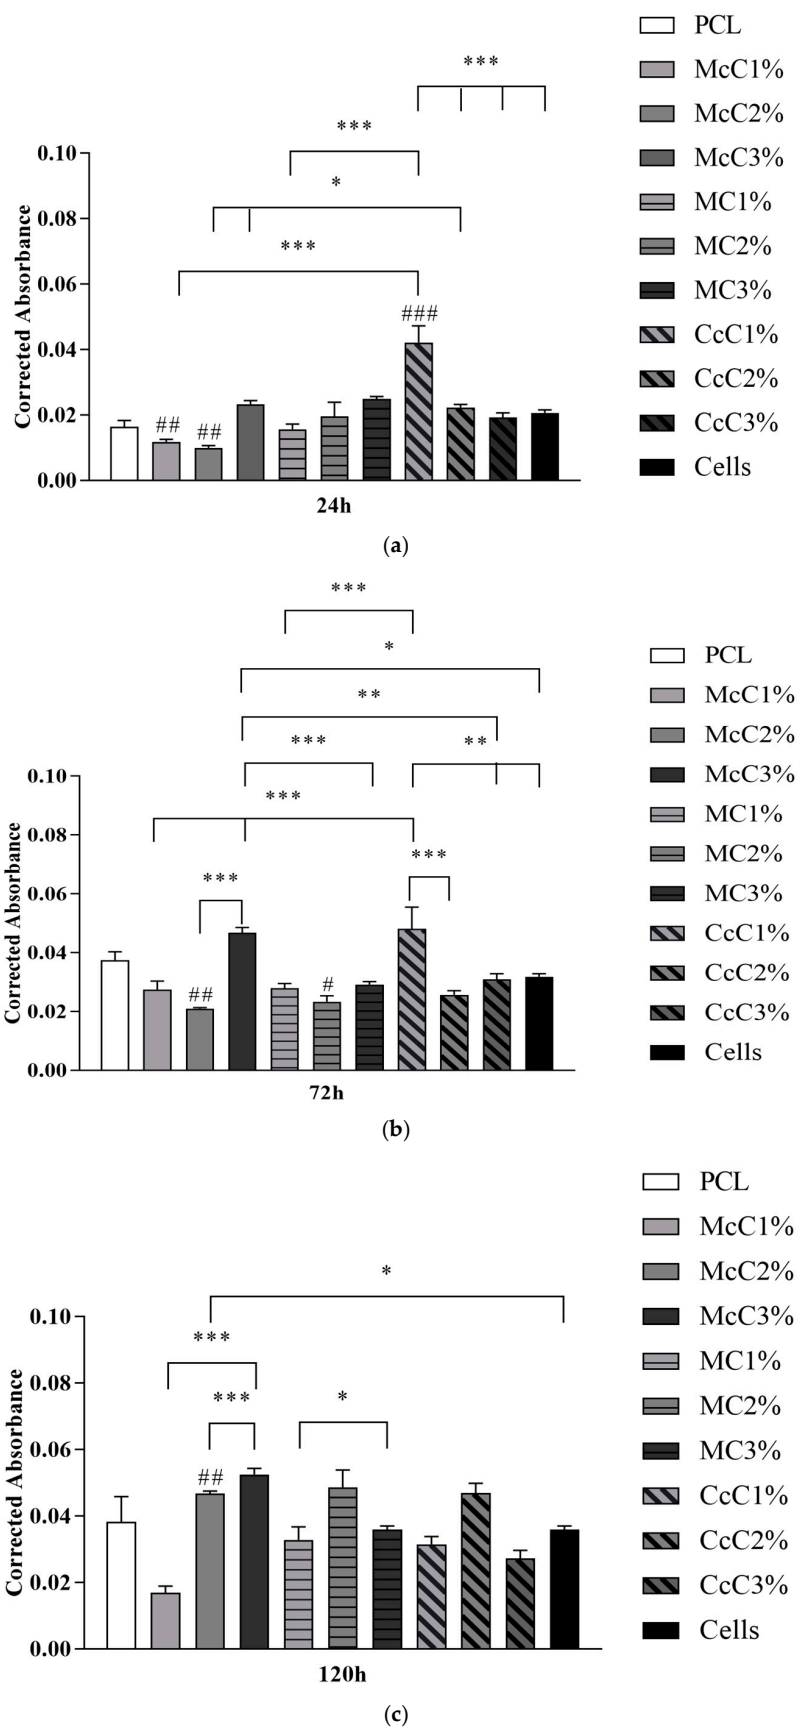 PCL
McC1%
McC2%
McC3%
MC1%
MC2%
MC3%
CcC1%
CcC2%
CcC3%
Cells
***
***
*
***
###
## ##
Corrected Absorbance
0.10
0.08
0.06
0.04
0.02
0.00
24h
(a)
PCL
McC1%
McC2%
McC3%
MC1%
MC2%
MC3%
CcC1%
CcC2%
CcC3%
Cells
***
*
**
*** **
***
***
***
## #
Corrected Absorbance
0.10
0.08
0.06
0.04
0.02
0.00
72h
(b)
PCL
McC1%
McC2%
McC3%
MC1%
MC2%
MC3%
CcC1%
CcC2%
CcC3%
Cells
*
***
*** *
##
Corrected Absorbance
0.10
0.08
0.06
0.04
0.02
0.00
120h
(c)